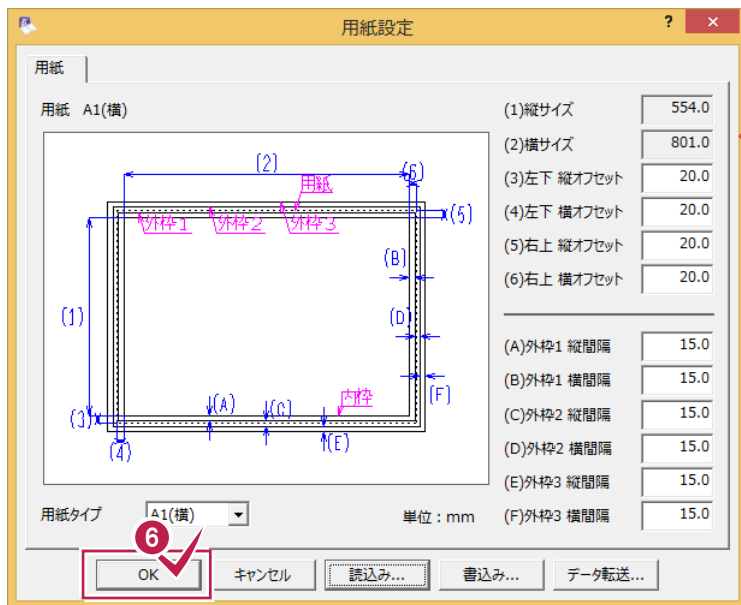 用紙設定
?
×
用紙
用紙 A1(横)
(1)縦サイズ 554.0
(2)横サイズ 801.0
(3)左下 縦オフセット 20.0
(4)左下 横オフセット 20.0
(5)右上 縦オフセット 20.0
(6)右上 横オフセット 20.0
(A)外枠1 縦間隔 15.0
(B)外枠1 横間隔 15.0
(C)外枠2 縦間隔 15.0
(D)外枠2 横間隔 15.0
(E)外枠3 縦間隔 15.0
(F)外枠3 横間隔 15.0
(2)
(6)
用紙
外枠1 外枠2 外枠3
(5)
(B)
(1)
(D)
(F)
内枠
(A)
(C)
(3)
(4)
(E)
用紙タイプ A1(横)
単位:mm
6
OK キャンセル 読込み... 書込み... データ転送...